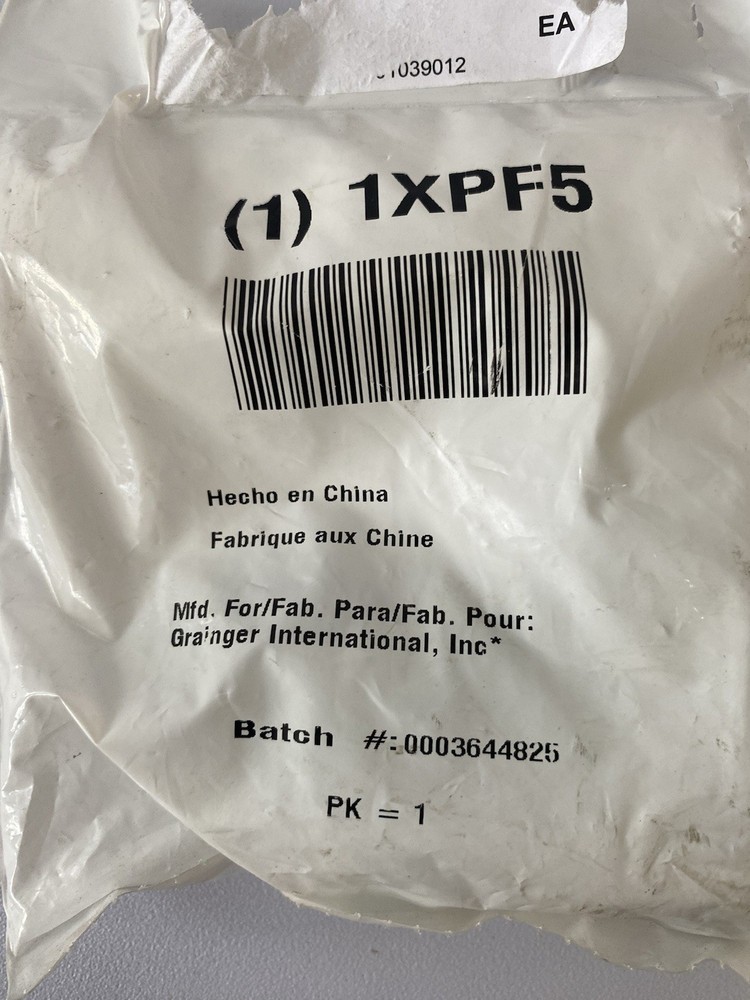 EA
1039012
(1) 1XPF5
Hecho en China
Fabrique aux Chine
Mfd. For/Fab. Para/Fab. Pour:
Grainger International, Inc*
Batch #:0003644825
PK = 1